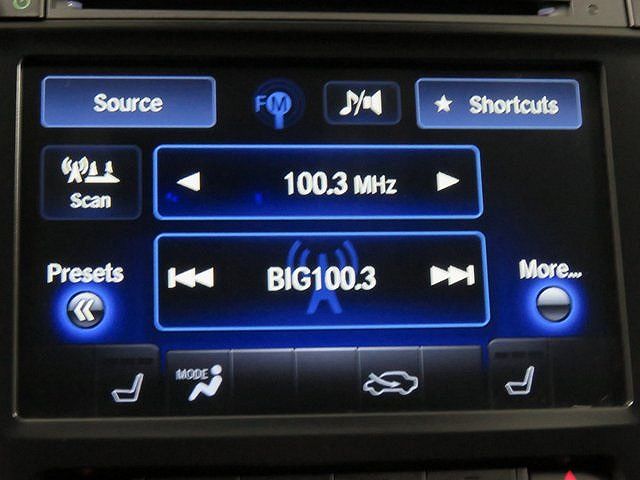 Source
FM
Shortcuts
Scan
100.3 MHz
Presets
BIG100.3
More...
MODE